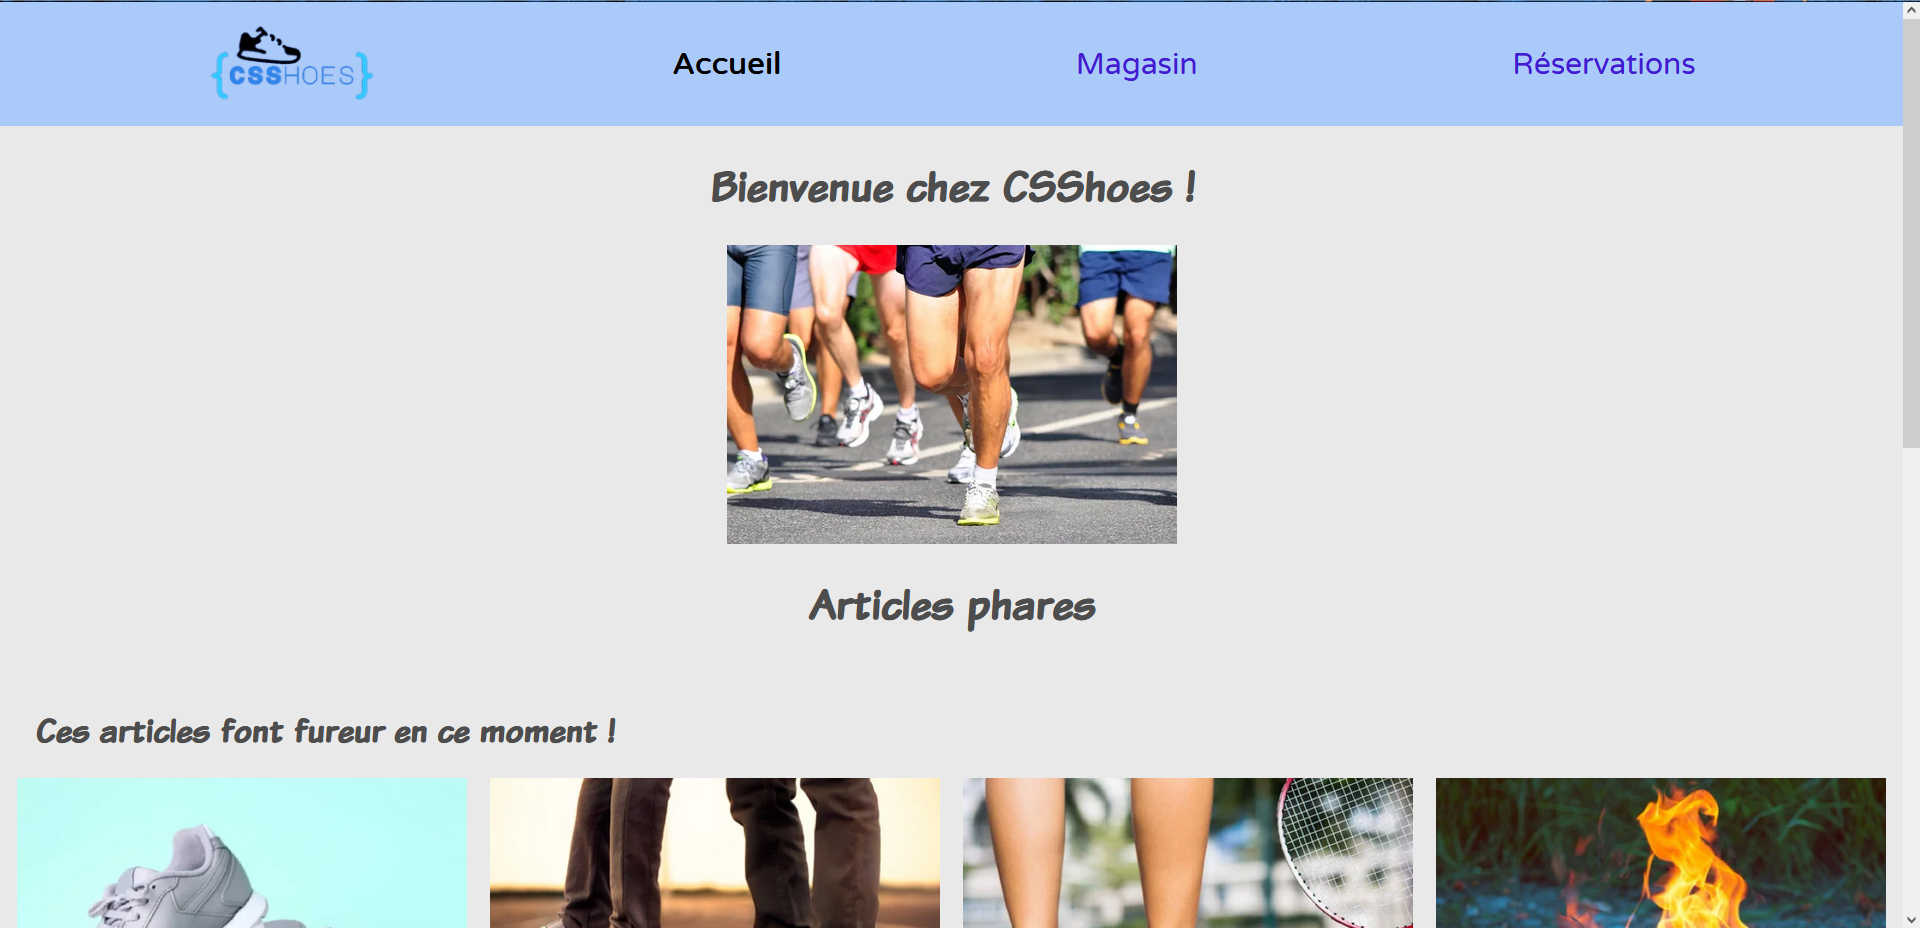 {CSSHOES}
Accueil
Magasin
Réservations
Bienvenue chez CSShoes !
Articles phares
Ces articles font fureur en ce moment !